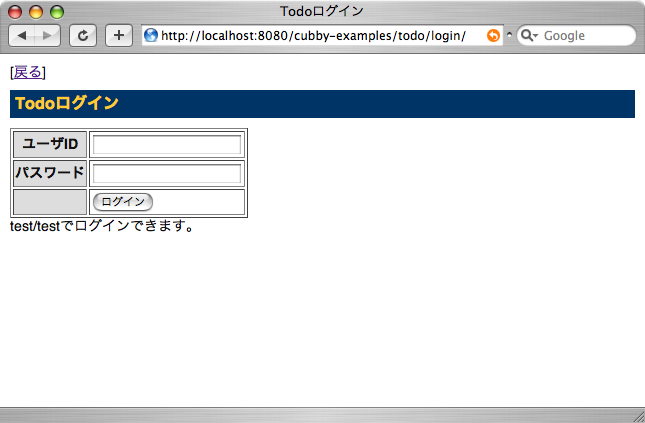 Todoログイン
http://localhost:8080/cubby-examples/todo/login/
Google
[戻る]
Todoログイン
ユーザID
パスワード
ログイン
test/testでログインできます。